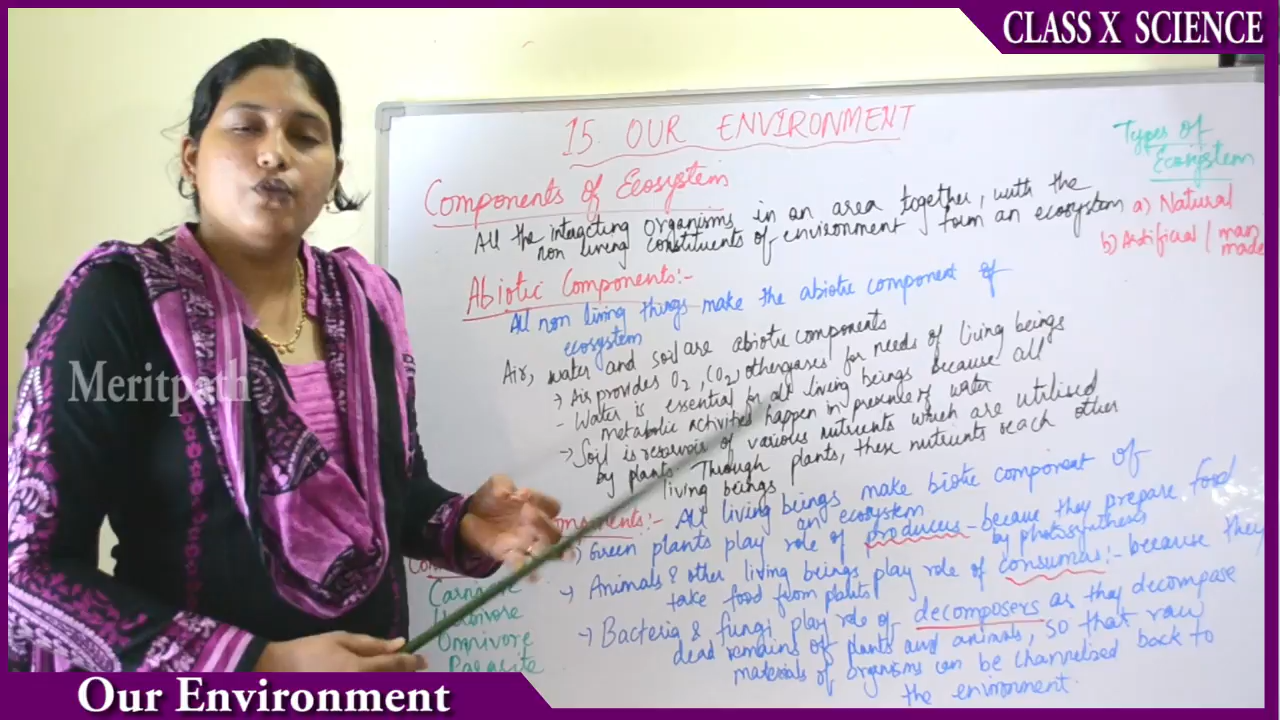 CLASS X SCIENCE
15. OUR ENVIRONMENT
Types of
Ecosystem
a) Natural
b) Artificial / man
made
Components of Ecosystem
All the interacting organisms in an area together, with the
non living constituents of environment form an ecosystem
Abiotic Components:-
All non living things make the abiotic component of
ecosystem
Air, water and soil are abiotic components
→ Air provides O2, CO2, other gases for needs of living beings
- Water is essential for all living beings because all
metabolic activities happen in presence of water
→ Soil is reservoir of various nutrients which are utilised
by plants. Through plants, these nutrients reach other
living beings
:- All living beings make biotic component of
an ecosystem
Green plants play role of producers - because they prepare food
by photosynthesis
→ Animals & other living beings play role of consumers:- because they
take food from plants
→ Bacteria & fungi play role of decomposers as they decompase
dead remains of plants and animals, so that raw
materials of organisms can be channelized back to
the environment.
Omnivore
Parasite
Meritpath
Our Environment